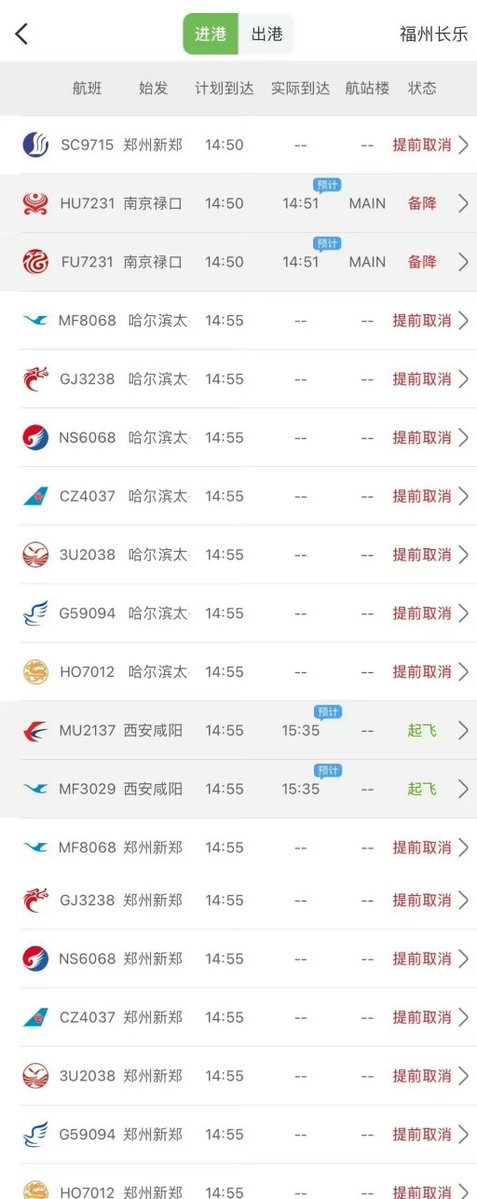 进港 出港 福州长乐
航班 始发 计划到达 实际到达 航站楼 状态
SC9715 郑州新郑 14:50 -- -- 提前取消
预计
HU7231 南京禄口 14:50 14:51 MAIN 备降
预计
FU7231 南京禄口 14:50 14:51 MAIN 备降
MF8068 哈尔滨太 14:55 -- -- 提前取消
GJ3238 哈尔滨太 14:55 -- -- 提前取消
NS6068 哈尔滨太 14:55 -- -- 提前取消
CZ4037 哈尔滨太 14:55 -- -- 提前取消
3U2038 哈尔滨太 14:55 -- -- 提前取消
G59094 哈尔滨太 14:55 -- -- 提前取消
HO7012 哈尔滨太 14:55 -- -- 提前取消
预计
MU2137 西安咸阳 14:55 15:35 -- 起飞
预计
MF3029 西安咸阳 14:55 15:35 -- 起飞
MF8068 郑州新郑 14:55 -- -- 提前取消
GJ3238 郑州新郑 14:55 -- -- 提前取消
NS6068 郑州新郑 14:55 -- -- 提前取消
CZ4037 郑州新郑 14:55 -- -- 提前取消
3U2038 郑州新郑 14:55 -- -- 提前取消
G59094 郑州新郑 14:55 -- -- 提前取消
HO7012 郑州新郑 14:55 -- -- 提前取消